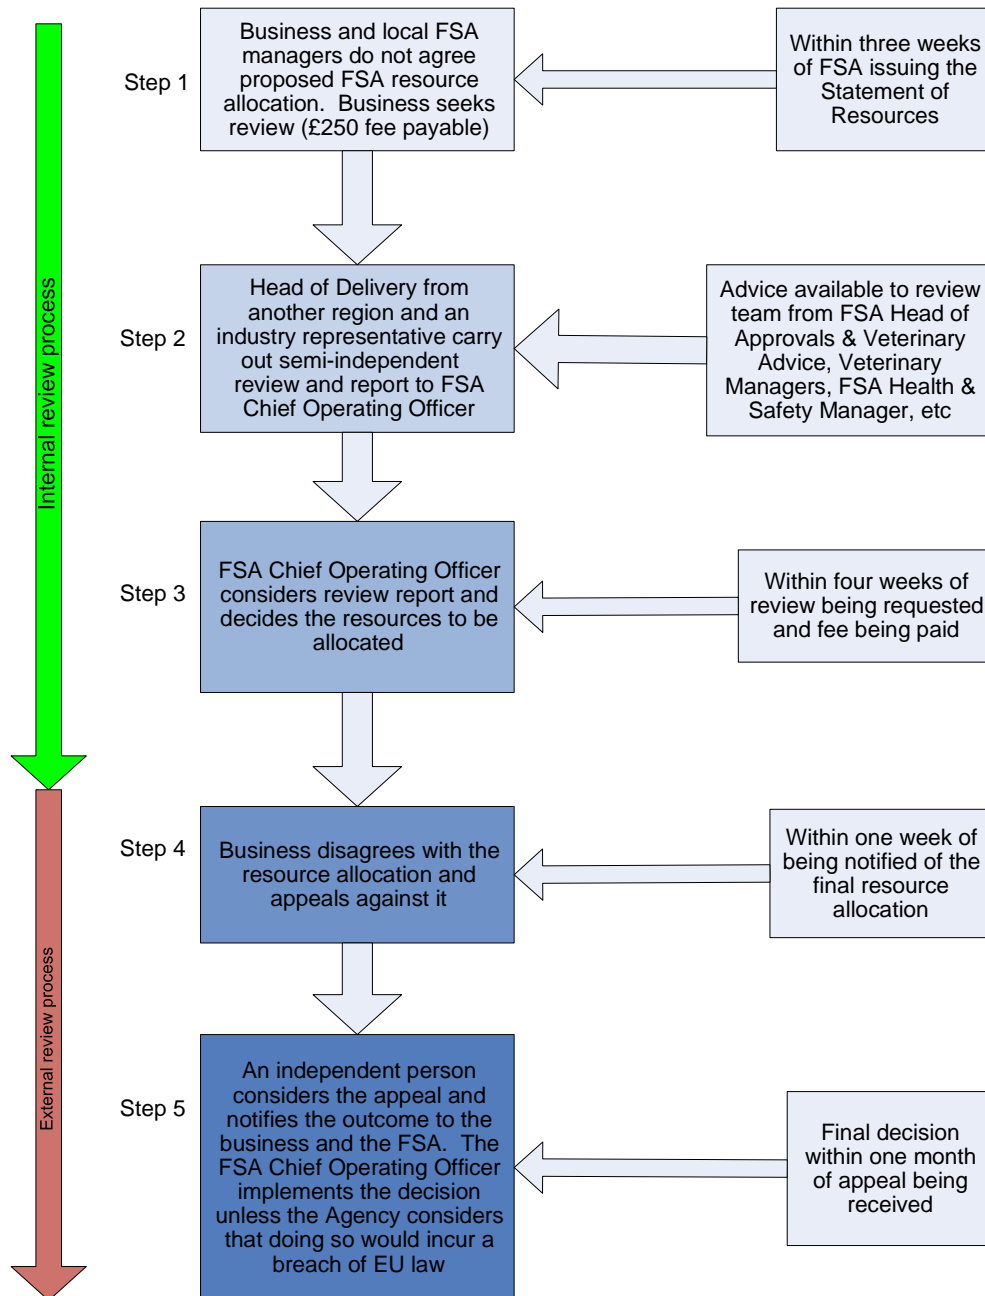 Internal review process
External review process
Step 1
Business and local FSA
managers do not agree
proposed FSA resource
allocation.  Business seeks
review (£250 fee payable)
Within three weeks
of FSA issuing the
Statement of
Resources
Step 2
Head of Delivery from
another region and an
industry representative carry
out semi-independent
review and report to FSA
Chief Operating Officer
Advice available to review
team from FSA Head of
Approvals & Veterinary
Advice, Veterinary
Managers, FSA Health &
Safety Manager, etc
Step 3
FSA Chief Operating Officer
considers review report and
decides the resources to be
allocated
Within four weeks of
review being requested
and fee being paid
Step 4
Business disagrees with the
resource allocation and
appeals against it
Within one week of
being notified of the
final resource
allocation
Step 5
An independent person
considers the appeal and
notifies the outcome to the
business and the FSA.  The
FSA Chief Operating Officer
implements the decision
unless the Agency considers
that doing so would incur a
breach of EU law
Final decision
within one month
of appeal being
received